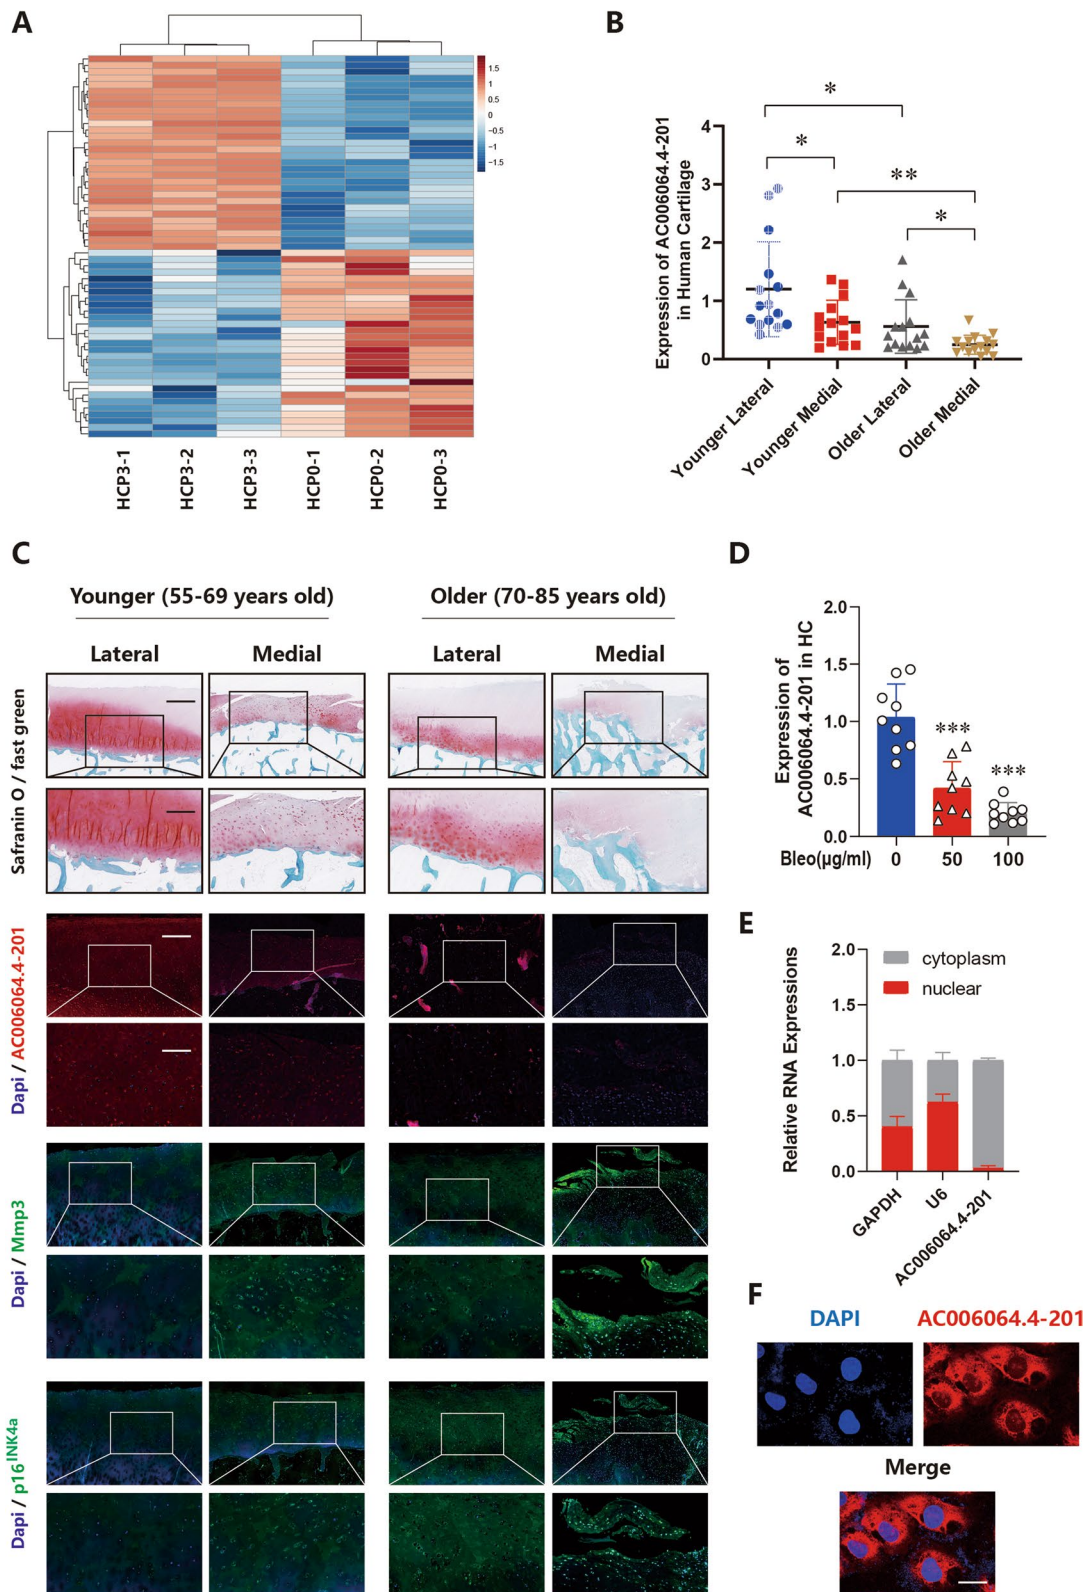 A
1.5
1
0.5
0
−0.5
−1
−1.5
HCP3-1
HCP3-2
HCP3-3
HCP0-1
HCP0-2
HCP0-3
B
Expression of AC006064.4-201
in Human Cartilage
4
3
2
1
0
*
*
**
*
Younger Lateral
Younger Medial
Older Lateral
Older Medial
C
Younger (55-69 years old)
Older (70-85 years old)
Lateral
Medial
Lateral
Medial
Safranin O / fast green
Dapi / AC006064.4-201
Dapi / Mmp3
Dapi / p16INK4a
D
Expression of
AC006064.4-201 in HC
2.0
1.5
1.0
0.5
0.0
***
***
Bleo(μg/ml)
0
50
100
E
Relative RNA Expressions
2.0
1.5
1.0
0.5
0.0
cytoplasm
nuclear
GAPDH
U6
AC006064.4-201
F
DAPI
AC006064.4-201
Merge